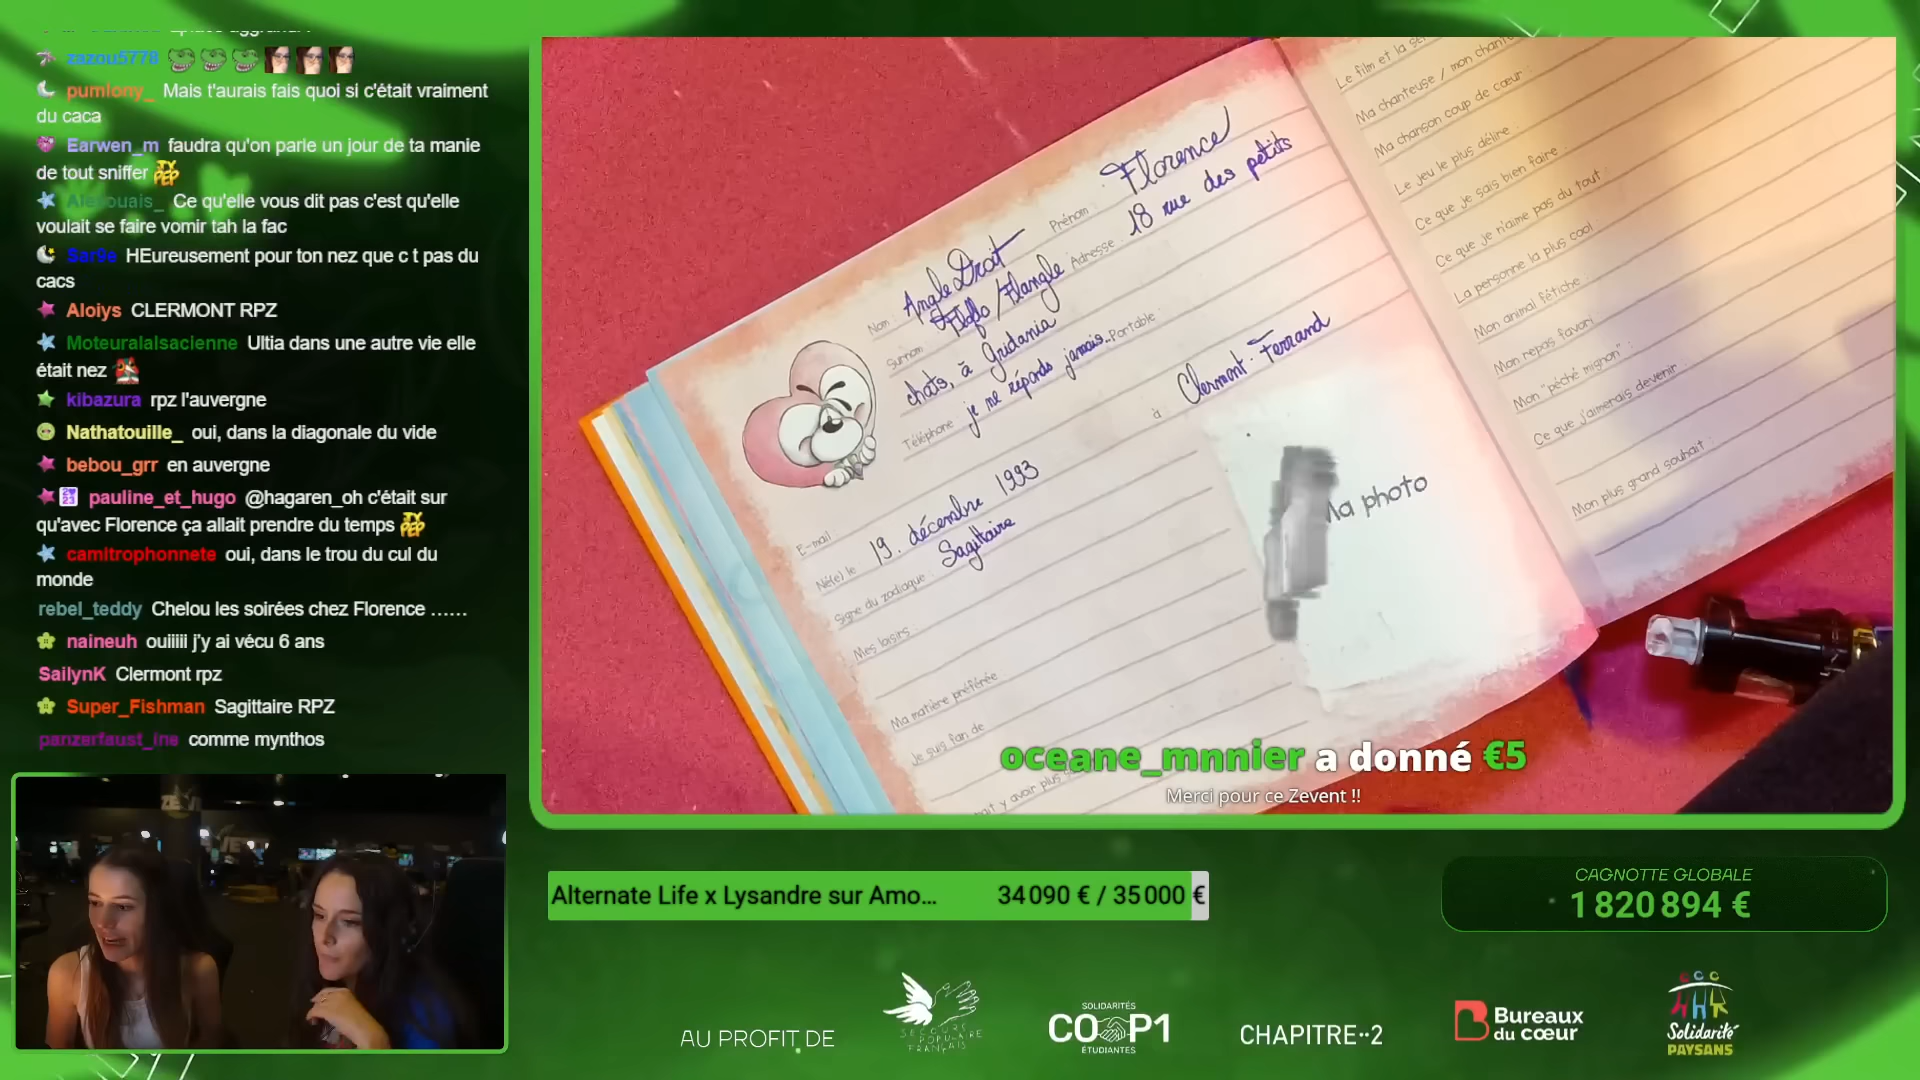 zazou5778
pumlony_ Mais t'aurais fais quoi si c'était vraiment
du caca
Earwen_m faudra qu'on parle un jour de ta manie
de tout sniffer
Ce qu'elle vous dit pas c'est qu'elle
voulait se faire vomir tah la fac
Sar9e HEureusement pour ton nez que c t pas du
cacs
Aloiys CLERMONT RPZ
Moteuralalsacienne Ultia dans une autre vie elle
était nez
kibazura rpz l'auvergne
Nathatouille_ oui, dans la diagonale du vide
bebou_grr en auvergne
pauline_et_hugo @hagaren_oh c'était sur
qu'avec Florence ça allait prendre du temps
camitrophonnete oui, dans le trou du cul du
monde
rebel_teddy Chelou les soirées chez Florence ......
naineuh ouiiiii j'y ai vécu 6 ans
SailynK Clermont rpz
Super_Fishman Sagittaire RPZ
panzerfaust_ine comme mynthos
Nom : Angle Droit Prénom : Florence
Surnom : Floflo / Flangle Adresse : 18 rue des petits
chats, à Gridania
Téléphone je ne réponds jamais.. Portable :
E-mail
Né(e) le 19. décembre 1993 à Clermont-Ferrand
Signe du zodiaque : Sagittaire
Mes loisirs :
Ma matière préférée
Je suis fan de
y avoir plus
Ma photo
Le film et la
Ma chanteuse / mon
Ma chanson coup de cœur :
Le jeu le plus délire :
Ce que je sais bien faire :
Ce que je n'aime pas du tout
La personne la plus cool :
Mon animal fétiche :
Mon repas favori
Mon "péché mignon" :
Ce que j'aimerais devenir :
Mon plus grand souhait :
oceane_mnnier a donné €5
Merci pour ce Zevent !!
Alternate Life x Lysandre sur Amo... 34 090 € / 35 000 €
CAGNOTTE GLOBALE
1 820 894 €
AU PROFIT DE
SECOURS
POPULAIRE
FRANÇAIS
SOLIDARITÉS
CO P1
ÉTUDIANTES
CHAPITRE··2
Bureaux
du cœur
Solidarité
PAYSANS